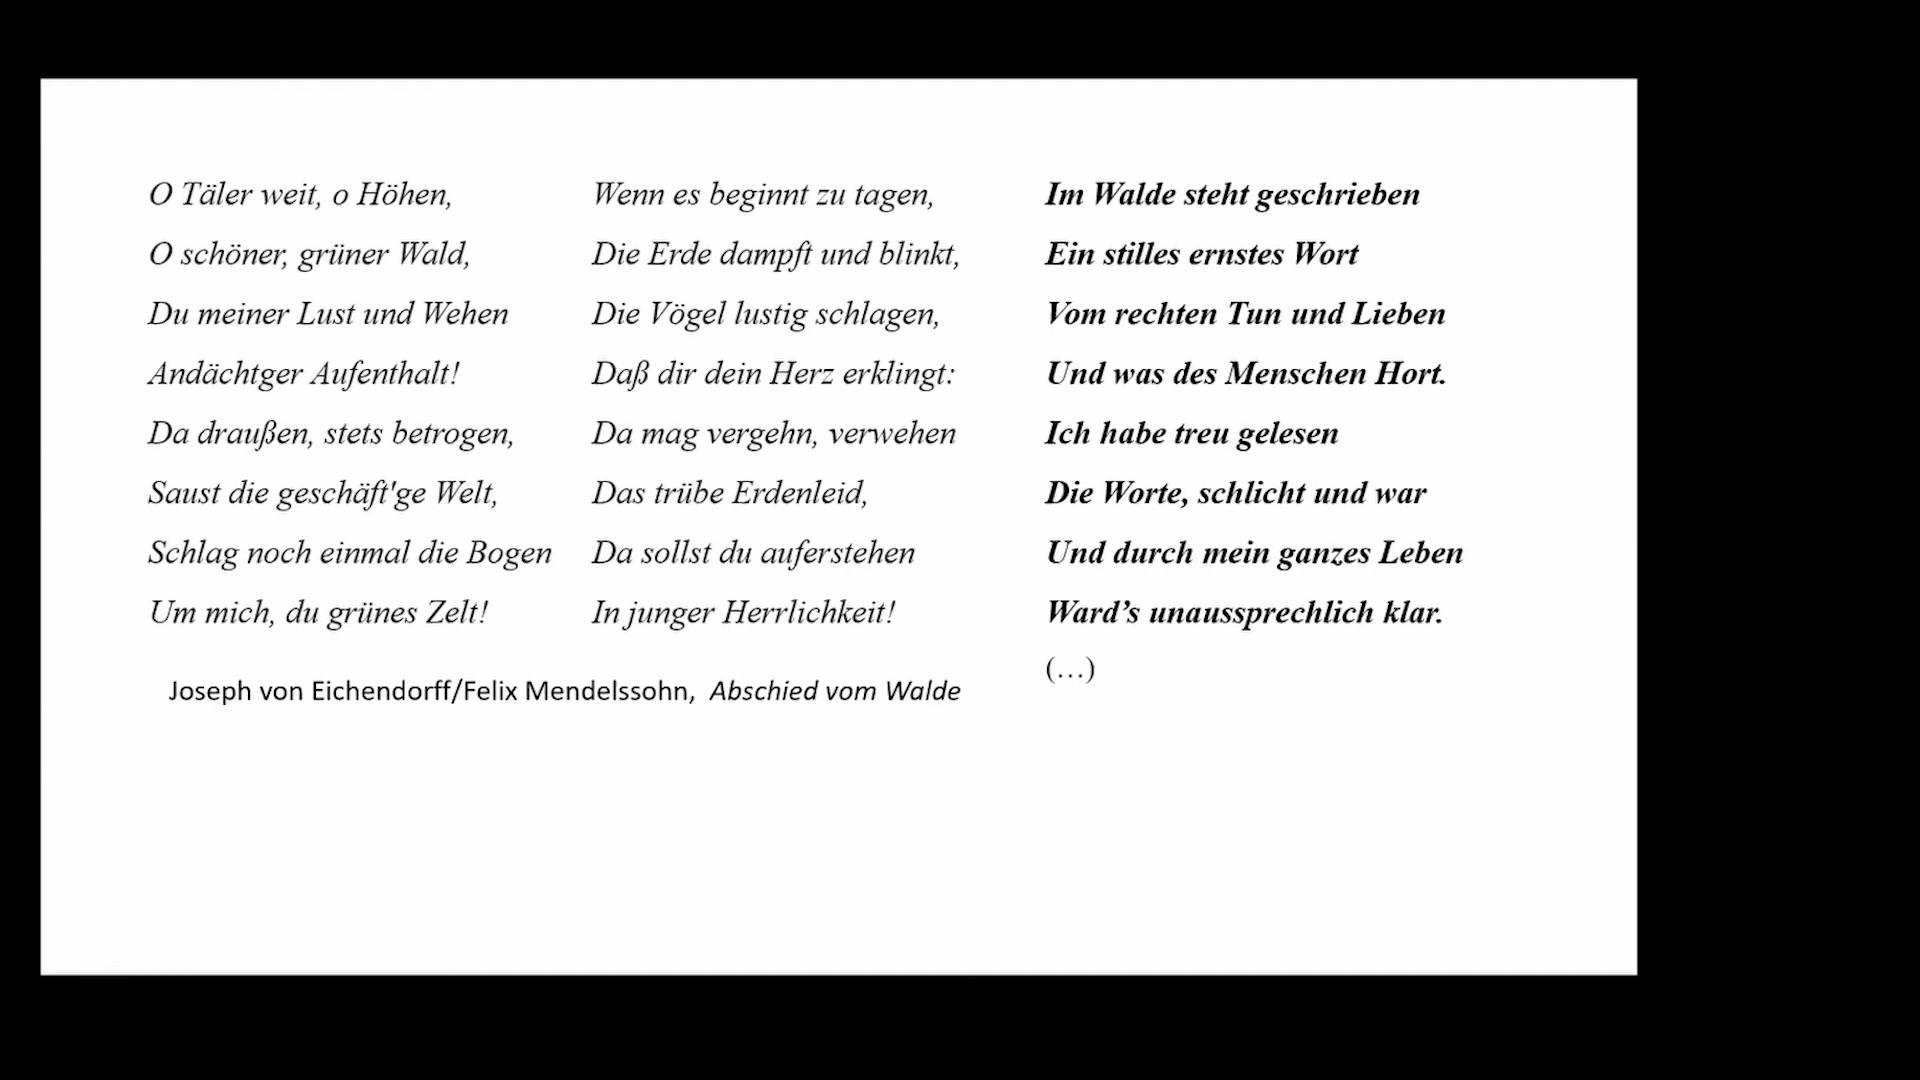 O Täler weit, o Höhen,
O schöner, grüner Wald,
Du meiner Lust und Wehen
Andächtger Aufenthalt!
Da draußen, stets betrogen,
Saust die geschäft'ge Welt,
Schlag noch einmal die Bogen
Um mich, du grünes Zelt!
Wenn es beginnt zu tagen,
Die Erde dampft und blinkt,
Die Vögel lustig schlagen,
Daß dir dein Herz erklingt:
Da mag vergehn, verwehen
Das trübe Erdenleid,
Da sollst du auferstehen
In junger Herrlichkeit!
Im Walde steht geschrieben
Ein stilles ernstes Wort
Vom rechten Tun und Lieben
Und was des Menschen Hort.
Ich habe treu gelesen
Die Worte, schlicht und war
Und durch mein ganzes Leben
Ward’s unaussprechlich klar.
(…)
Joseph von Eichendorff/Felix Mendelssohn, Abschied vom Walde